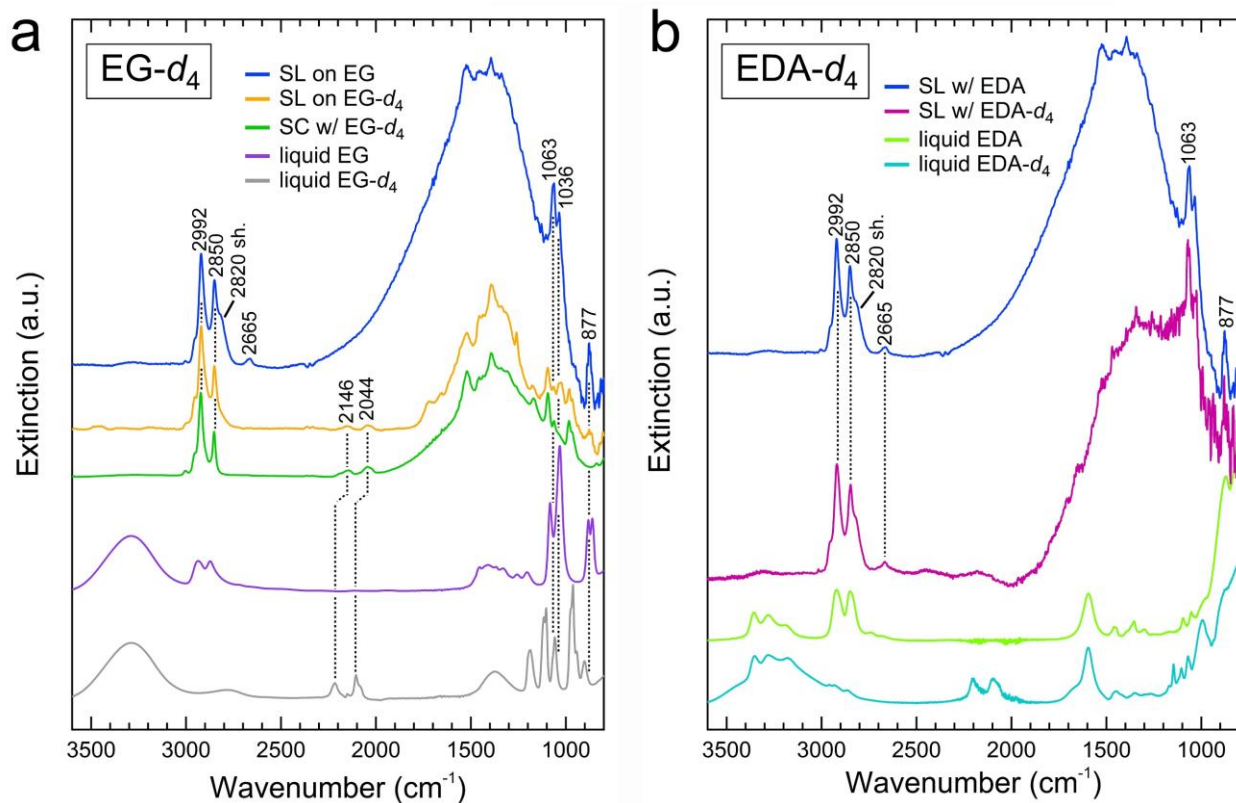 a
EG-d4
SL on EG
SL on EG-d4
SC w/ EG-d4
liquid EG
liquid EG-d4
2992
2850
2820 sh.
2665
2146
2044
1063
1036
877
Extinction (a.u.)
3500 3000 2500 2000 1500 1000
Wavenumber (cm-1)
b
EDA-d4
SL w/ EDA
SL w/ EDA-d4
liquid EDA
liquid EDA-d4
2992
2850
2820 sh.
2665
1063
877
Extinction (a.u.)
3500 3000 2500 2000 1500 1000
Wavenumber (cm-1)